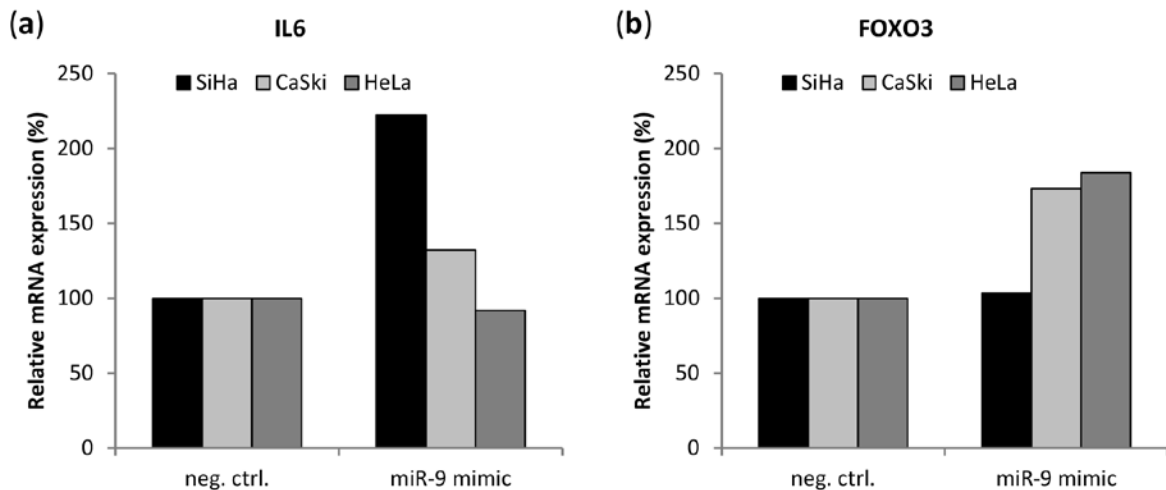 (a)
IL6
Relative mRNA expression (%)
250
200
150
100
50
0
SiHa CaSki HeLa
neg. ctrl. miR-9 mimic
(b)
FOXO3
Relative mRNA expression (%)
250
200
150
100
50
0
SiHa CaSki HeLa
neg. ctrl. miR-9 mimic